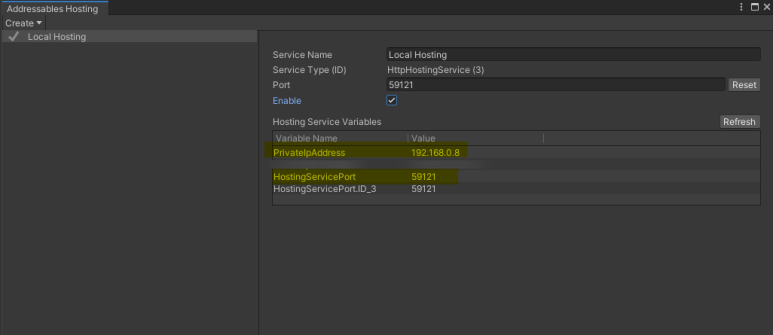 Addressables Hosting
Create
Local Hosting
Service Name Local Hosting
Service Type (ID) HttpHostingService (3)
Port 59121 Reset
Enable
Hosting Service Variables Refresh
Variable Name Value
PrivateIpAddress 192.168.0.8
HostingServicePort 59121
HostingServicePort.ID_3 59121